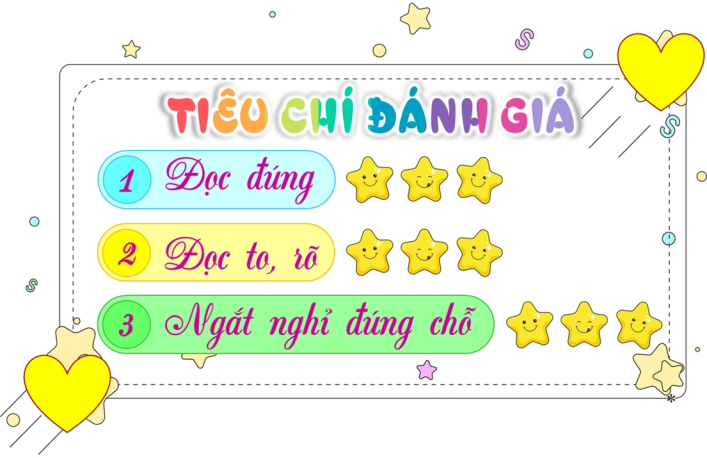 TIÊU CHÍ ĐÁNH GIÁ
1 Đọc đúng
2 Đọc to, rõ
3 Ngắt nghỉ đúng chỗ